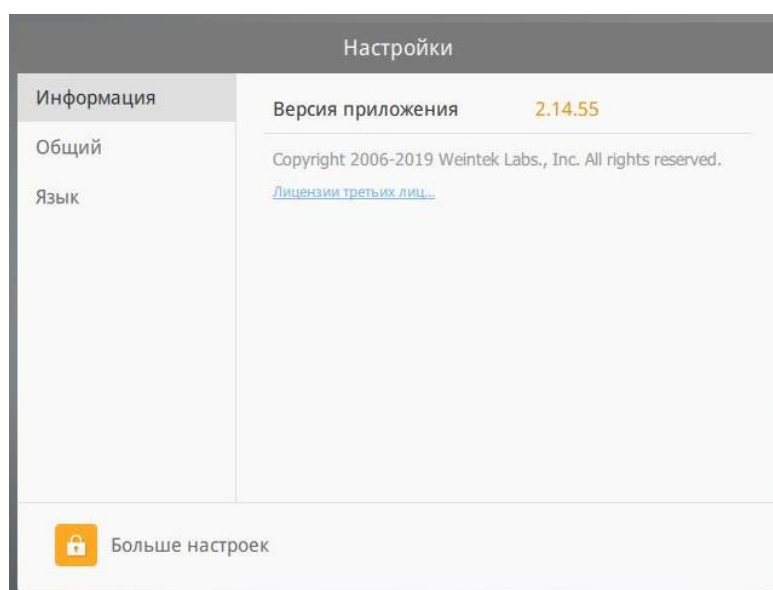 Настройки
Информация
Общий
Язык
Версия приложения 2.14.55
Copyright 2006-2019 Weintek Labs., Inc. All rights reserved.
Лицензии третьих лиц...
Больше настроек